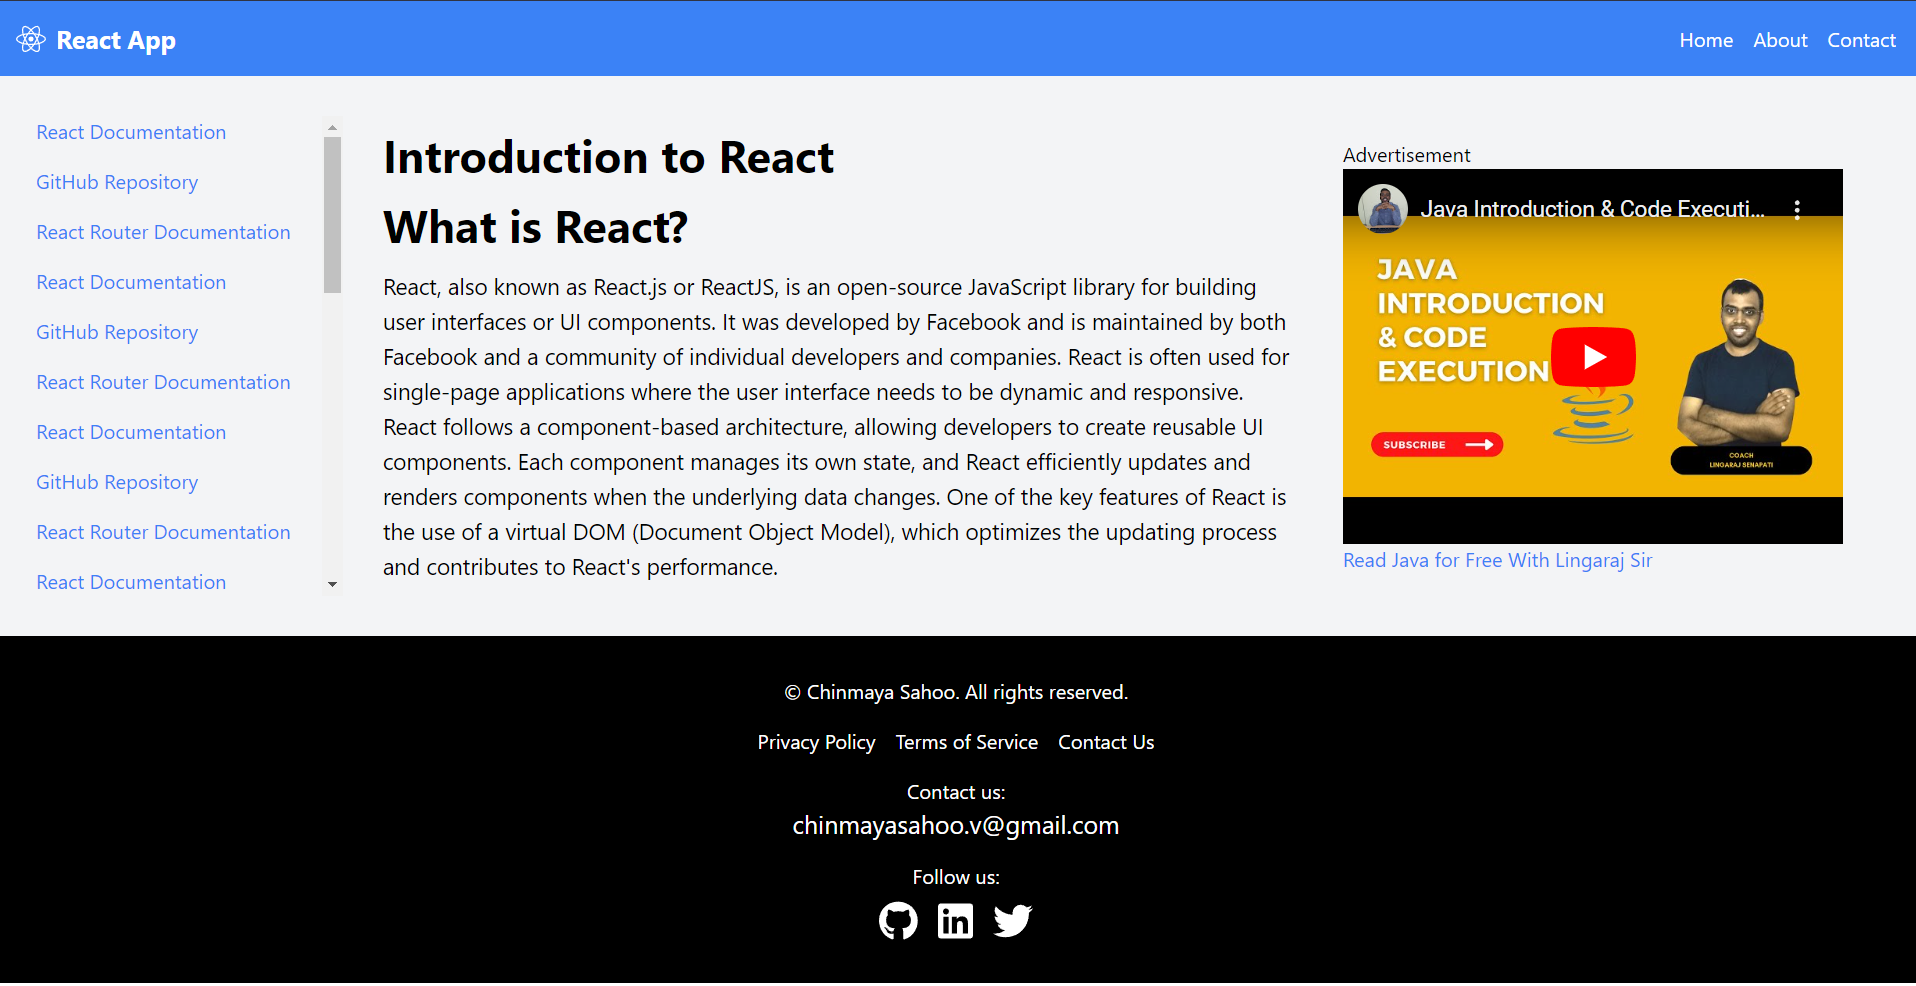 React App
Home About Contact
React Documentation
GitHub Repository
React Router Documentation
React Documentation
GitHub Repository
React Router Documentation
React Documentation
GitHub Repository
React Router Documentation
React Documentation
Introduction to React
What is React?
React, also known as React.js or ReactJS, is an open-source JavaScript library for building
user interfaces or UI components. It was developed by Facebook and is maintained by both
Facebook and a community of individual developers and companies. React is often used for
single-page applications where the user interface needs to be dynamic and responsive.
React follows a component-based architecture, allowing developers to create reusable UI
components. Each component manages its own state, and React efficiently updates and
renders components when the underlying data changes. One of the key features of React is
the use of a virtual DOM (Document Object Model), which optimizes the updating process
and contributes to React's performance.
Advertisement
Java Introduction & Code Executi...
JAVA
INTRODUCTION
& CODE
EXECUTION
SUBSCRIBE
COACH
LINGARAJ SENAPATI
Read Java for Free With Lingaraj Sir
© Chinmaya Sahoo. All rights reserved.
Privacy Policy Terms of Service Contact Us
Contact us:
chinmayasahoo.v@gmail.com
Follow us:
in